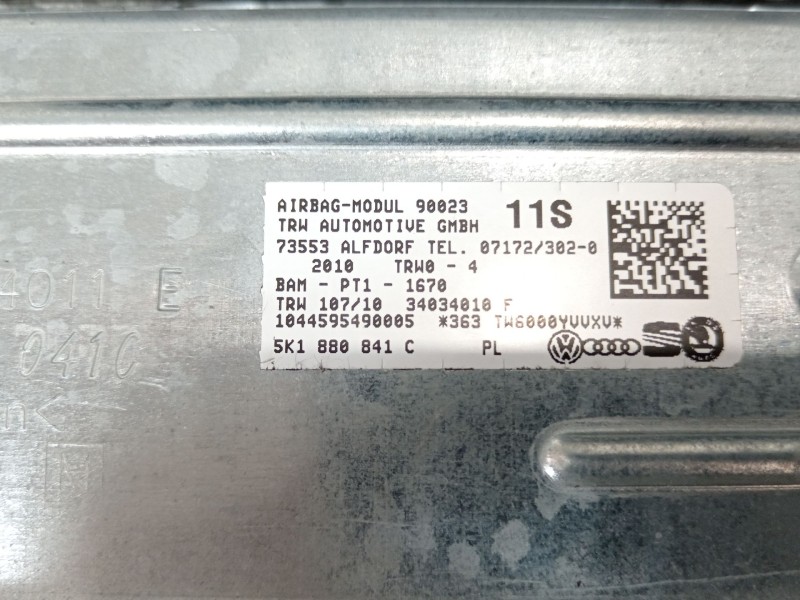 AIRBAG-MODUL 90023 11S
TRW AUTOMOTIVE GMBH
73553 ALFDORF TEL. 07172/302-0
2010 TRW0 - 4
BAM - PT1 - 1670
TRW 107/10 34034010 F
1044595490005 *363 TW6000YVVXV*
5K1 880 841 C PL
4011 E
0410